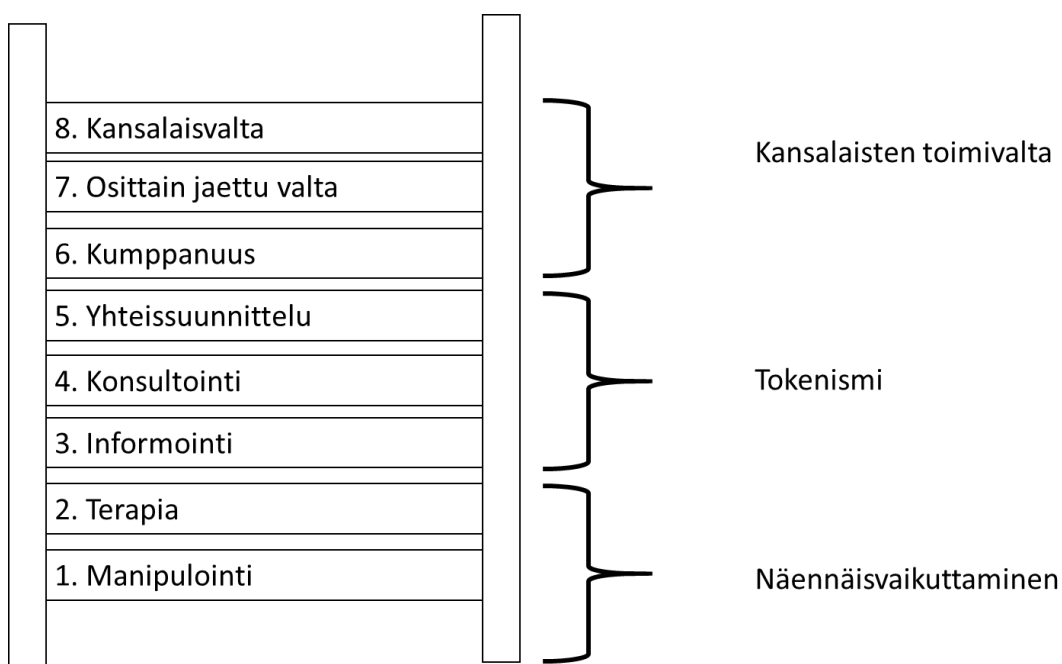 8. Kansalaisvalta
7. Osittain jaettu valta
6. Kumppanuus
Kansalaisten toimivalta
5. Yhteissuunnittelu
4. Konsultointi
3. Informointi
Tokenismi
2. Terapia
1. Manipulointi
Näennäisvaikuttaminen